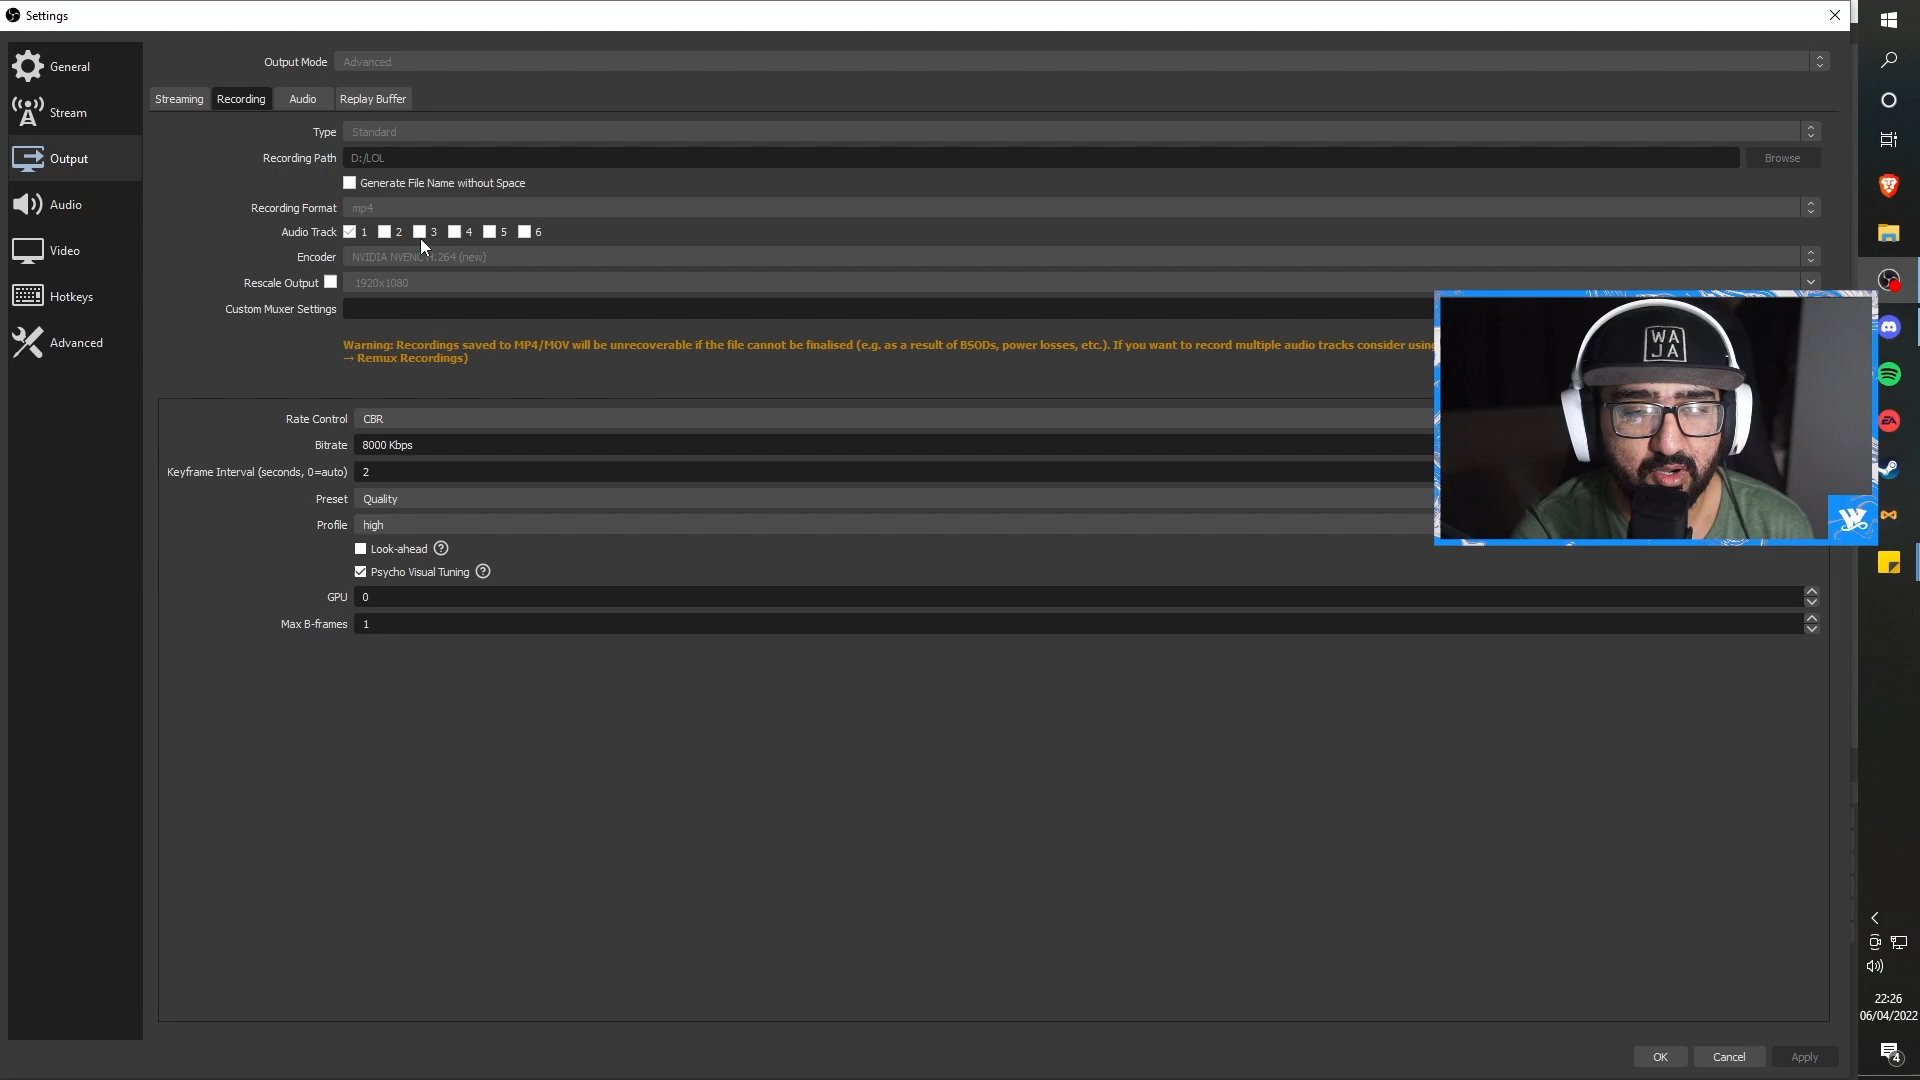 Settings
General
Stream
Output
Audio
Video
Hotkeys
Advanced
Output Mode Advanced
Streaming Recording Audio Replay Buffer
Type Standard
Recording Path D:/LOL Browse
Generate File Name without Space
Recording Format mp4
Audio Track 1 2 3 4 5 6
Encoder NVIDIA NVENC H.264 (new)
Rescale Output 1920x1080
Custom Muxer Settings
Warning: Recordings saved to MP4/MOV will be unrecoverable if the file cannot be finalised (e.g. as a result of BSODs, power losses, etc.). If you want to record multiple audio tracks consider using
→ Remux Recordings)
Rate Control CBR
Bitrate 8000 Kbps
Keyframe Interval (seconds, 0=auto) 2
Preset Quality
Profile high
Look-ahead ?
Psycho Visual Tuning ?
GPU 0
Max B-frames 1
OK Cancel Apply
WA
JA
W
EA
22:26
06/04/2022
4